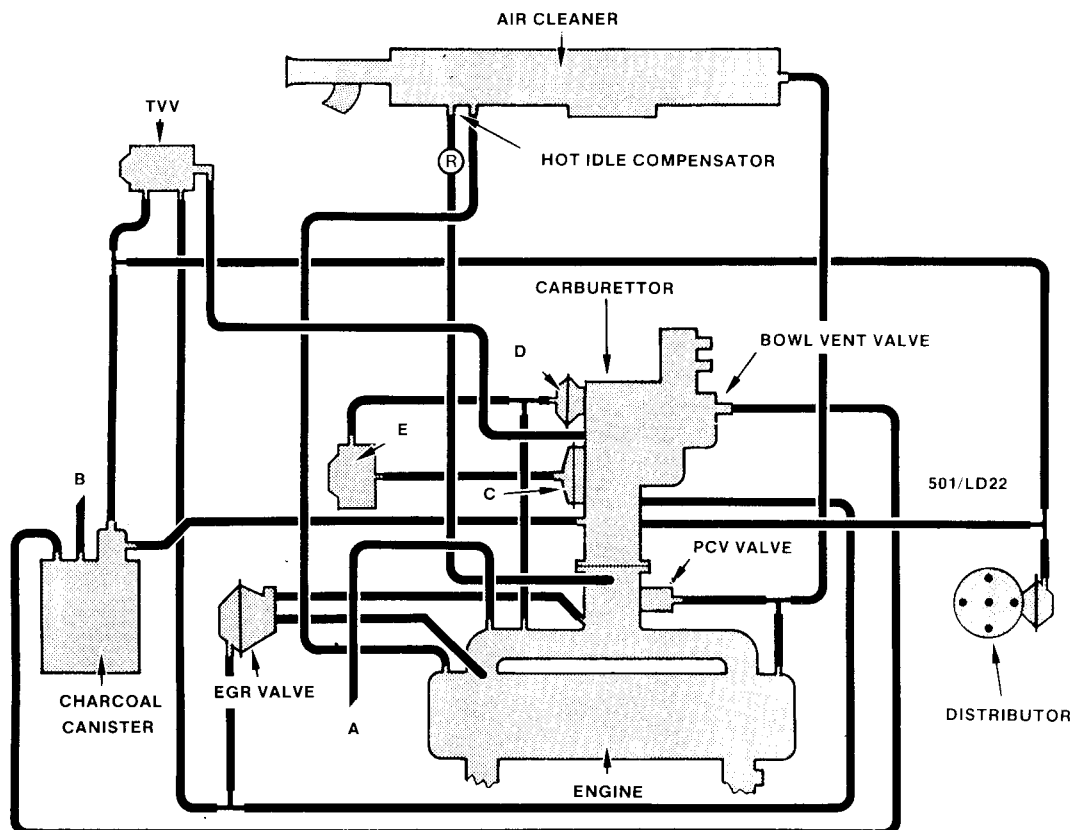 AIR CLEANER
TVV
R
HOT IDLE COMPENSATOR
CARBURETTOR
BOWL VENT VALVE
D
E
B
C
501/LD22
PCV VALVE
EGR VALVE
CHARCOAL
CANISTER
A
DISTRIBUTOR
ENGINE